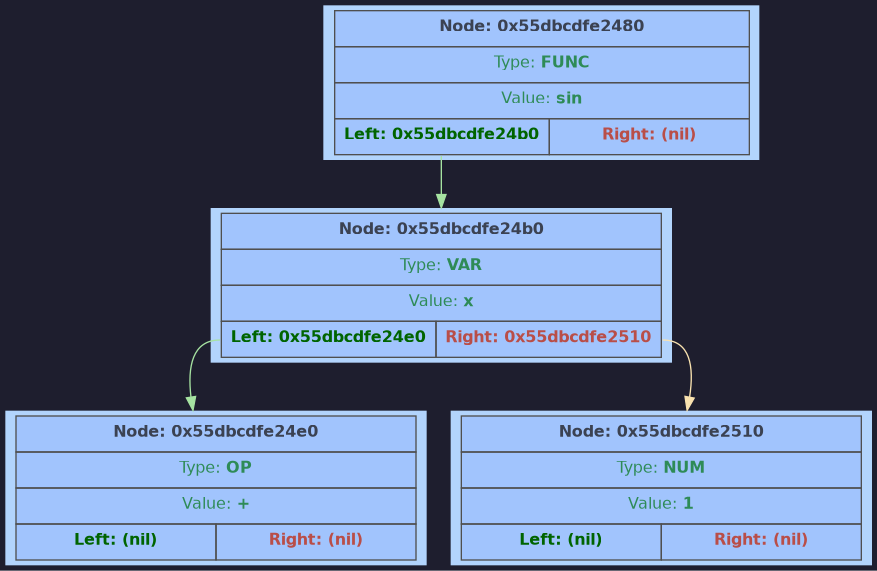 Node: 0x55dbcdfe2480
Type: FUNC
Value: sin
Left: 0x55dbcdfe24b0 Right: (nil)
Node: 0x55dbcdfe24b0
Type: VAR
Value: x
Left: 0x55dbcdfe24e0 Right: 0x55dbcdfe2510
Node: 0x55dbcdfe24e0
Type: OP
Value: +
Left: (nil) Right: (nil)
Node: 0x55dbcdfe2510
Type: NUM
Value: 1
Left: (nil) Right: (nil)